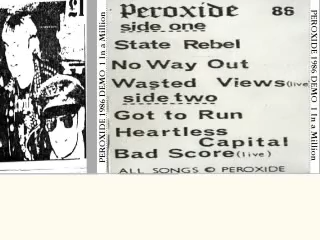 £1
PEROXIDE 1986 DEMO 1 In a Million
Peroxide 86
side one
State Rebel
No Way Out
Wasted Views(live)
side two
Got to Run
Heartless
Capital!
Bad Score(live)
ALL SONGS © PEROXIDE
PEROXIDE 1986 DEMO 1 In a Million